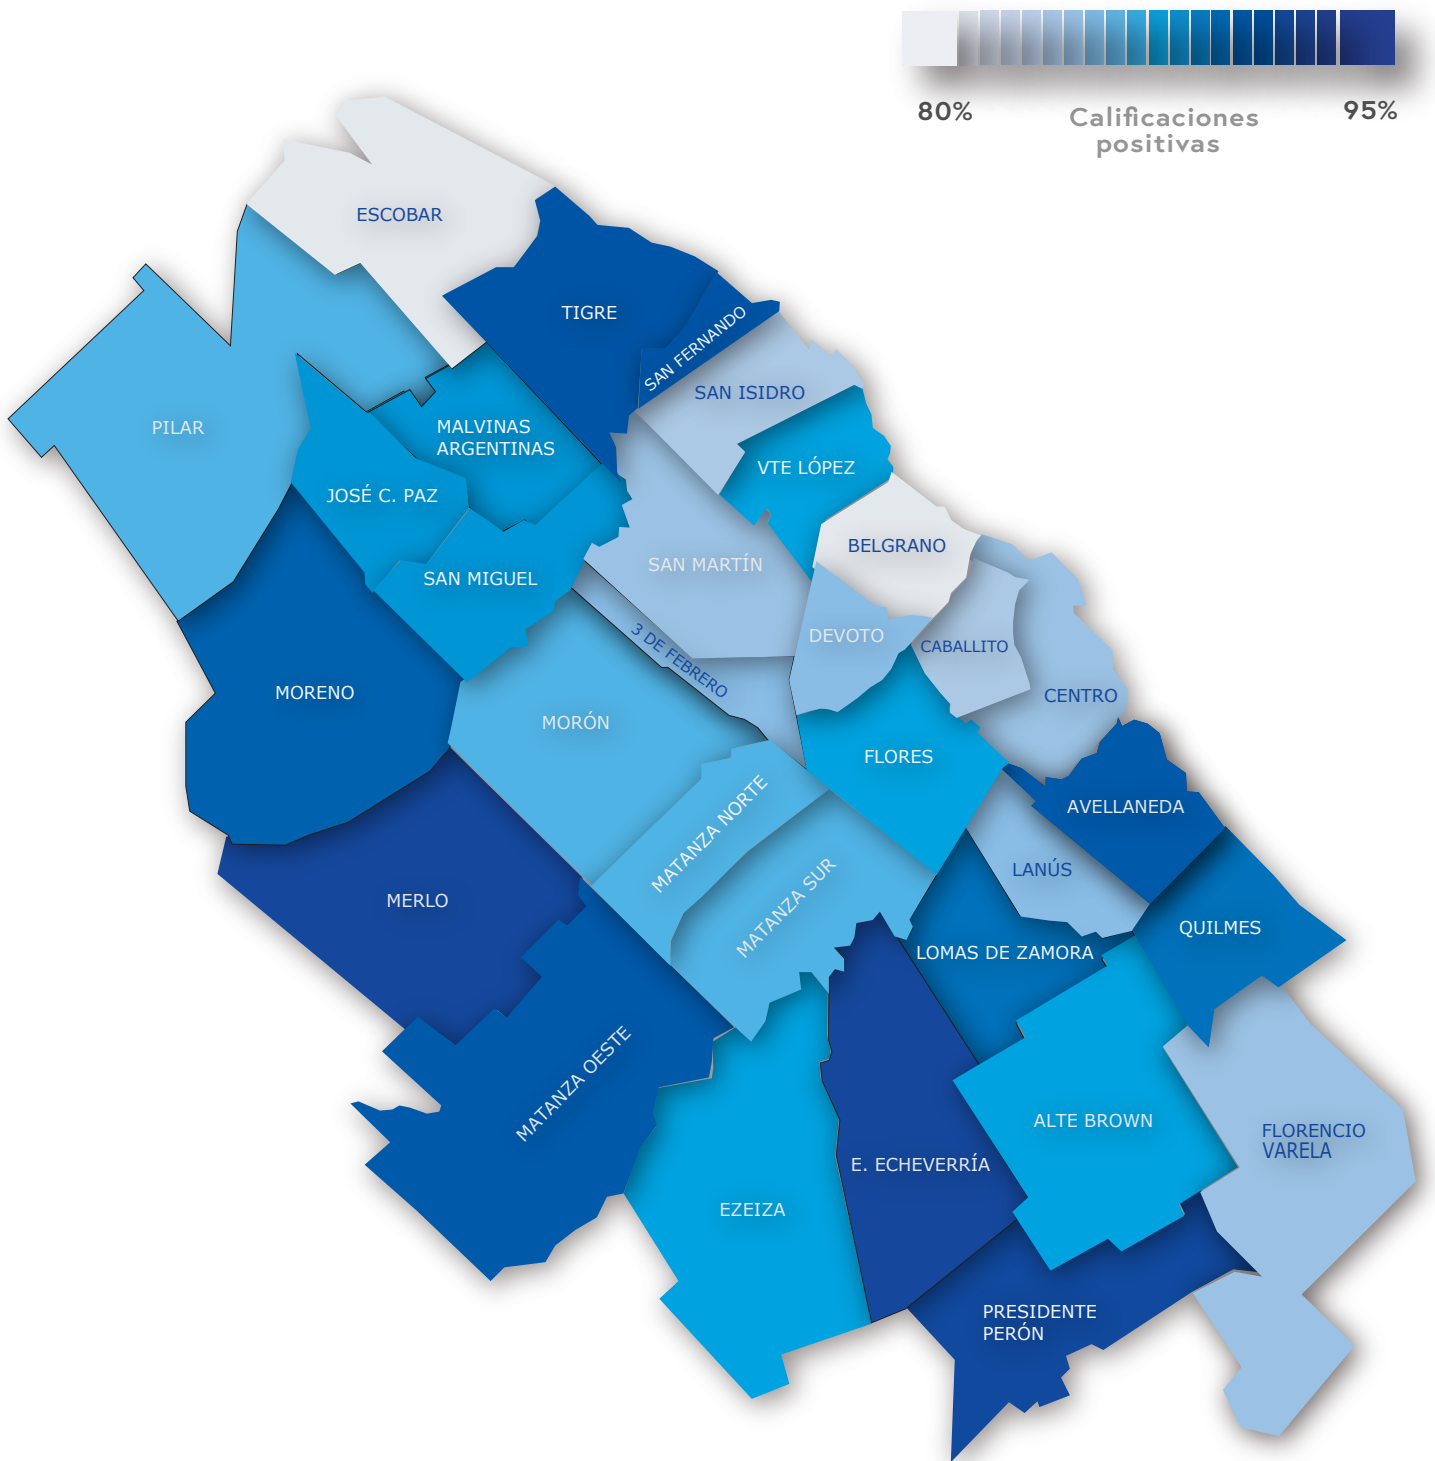 80%
95%
Calificaciones
positivas
ESCOBAR
TIGRE
SAN FERNANDO
SAN ISIDRO
PILAR
MALVINAS
ARGENTINAS
VTE LÓPEZ
JOSÉ C. PAZ
BELGRANO
SAN MARTÍN
SAN MIGUEL
DEVOTO
CABALLITO
3 DE FEBRERO
MORENO
CENTRO
MORÓN
FLORES
AVELLANEDA
MATANZA NORTE
LANÚS
MERLO
MATANZA SUR
QUILMES
LOMAS DE ZAMORA
MATANZA OESTE
ALTE BROWN
FLORENCIO
VARELA
E. ECHEVERRÍA
EZEIZA
PRESIDENTE
PERÓN